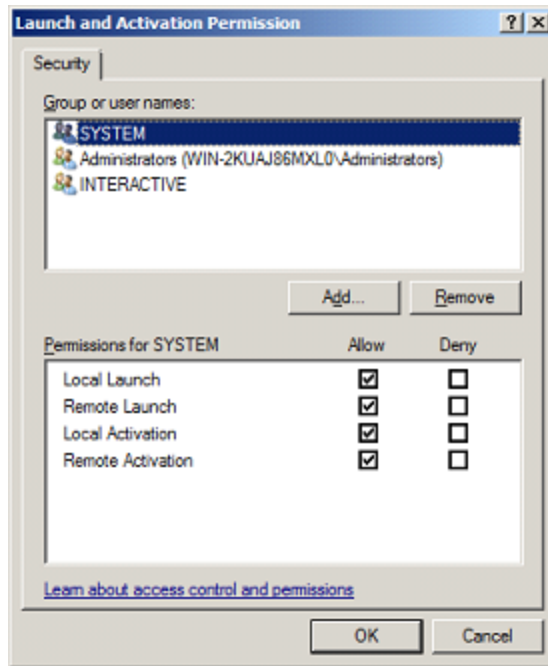 Launch and Activation Permission
Security
Group or user names:
SYSTEM
Administrators (WIN-2KUAJ86MXL0\Administrators)
INTERACTIVE
Add... Remove
Permissions for SYSTEM Allow Deny
Local Launch
Remote Launch
Local Activation
Remote Activation
Learn about access control and permissions
OK Cancel